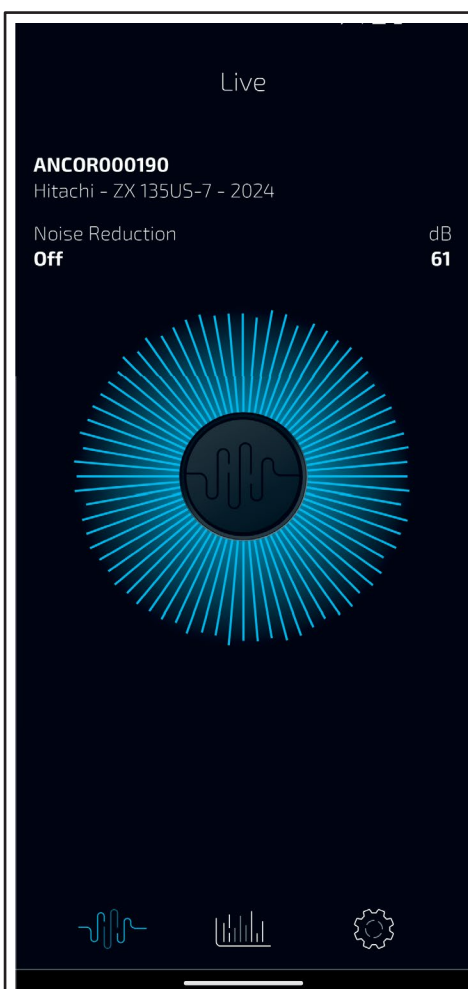 Live
ANCOR000190
Hitachi - ZX 135US-7 - 2024
Noise Reduction dB
Off 61